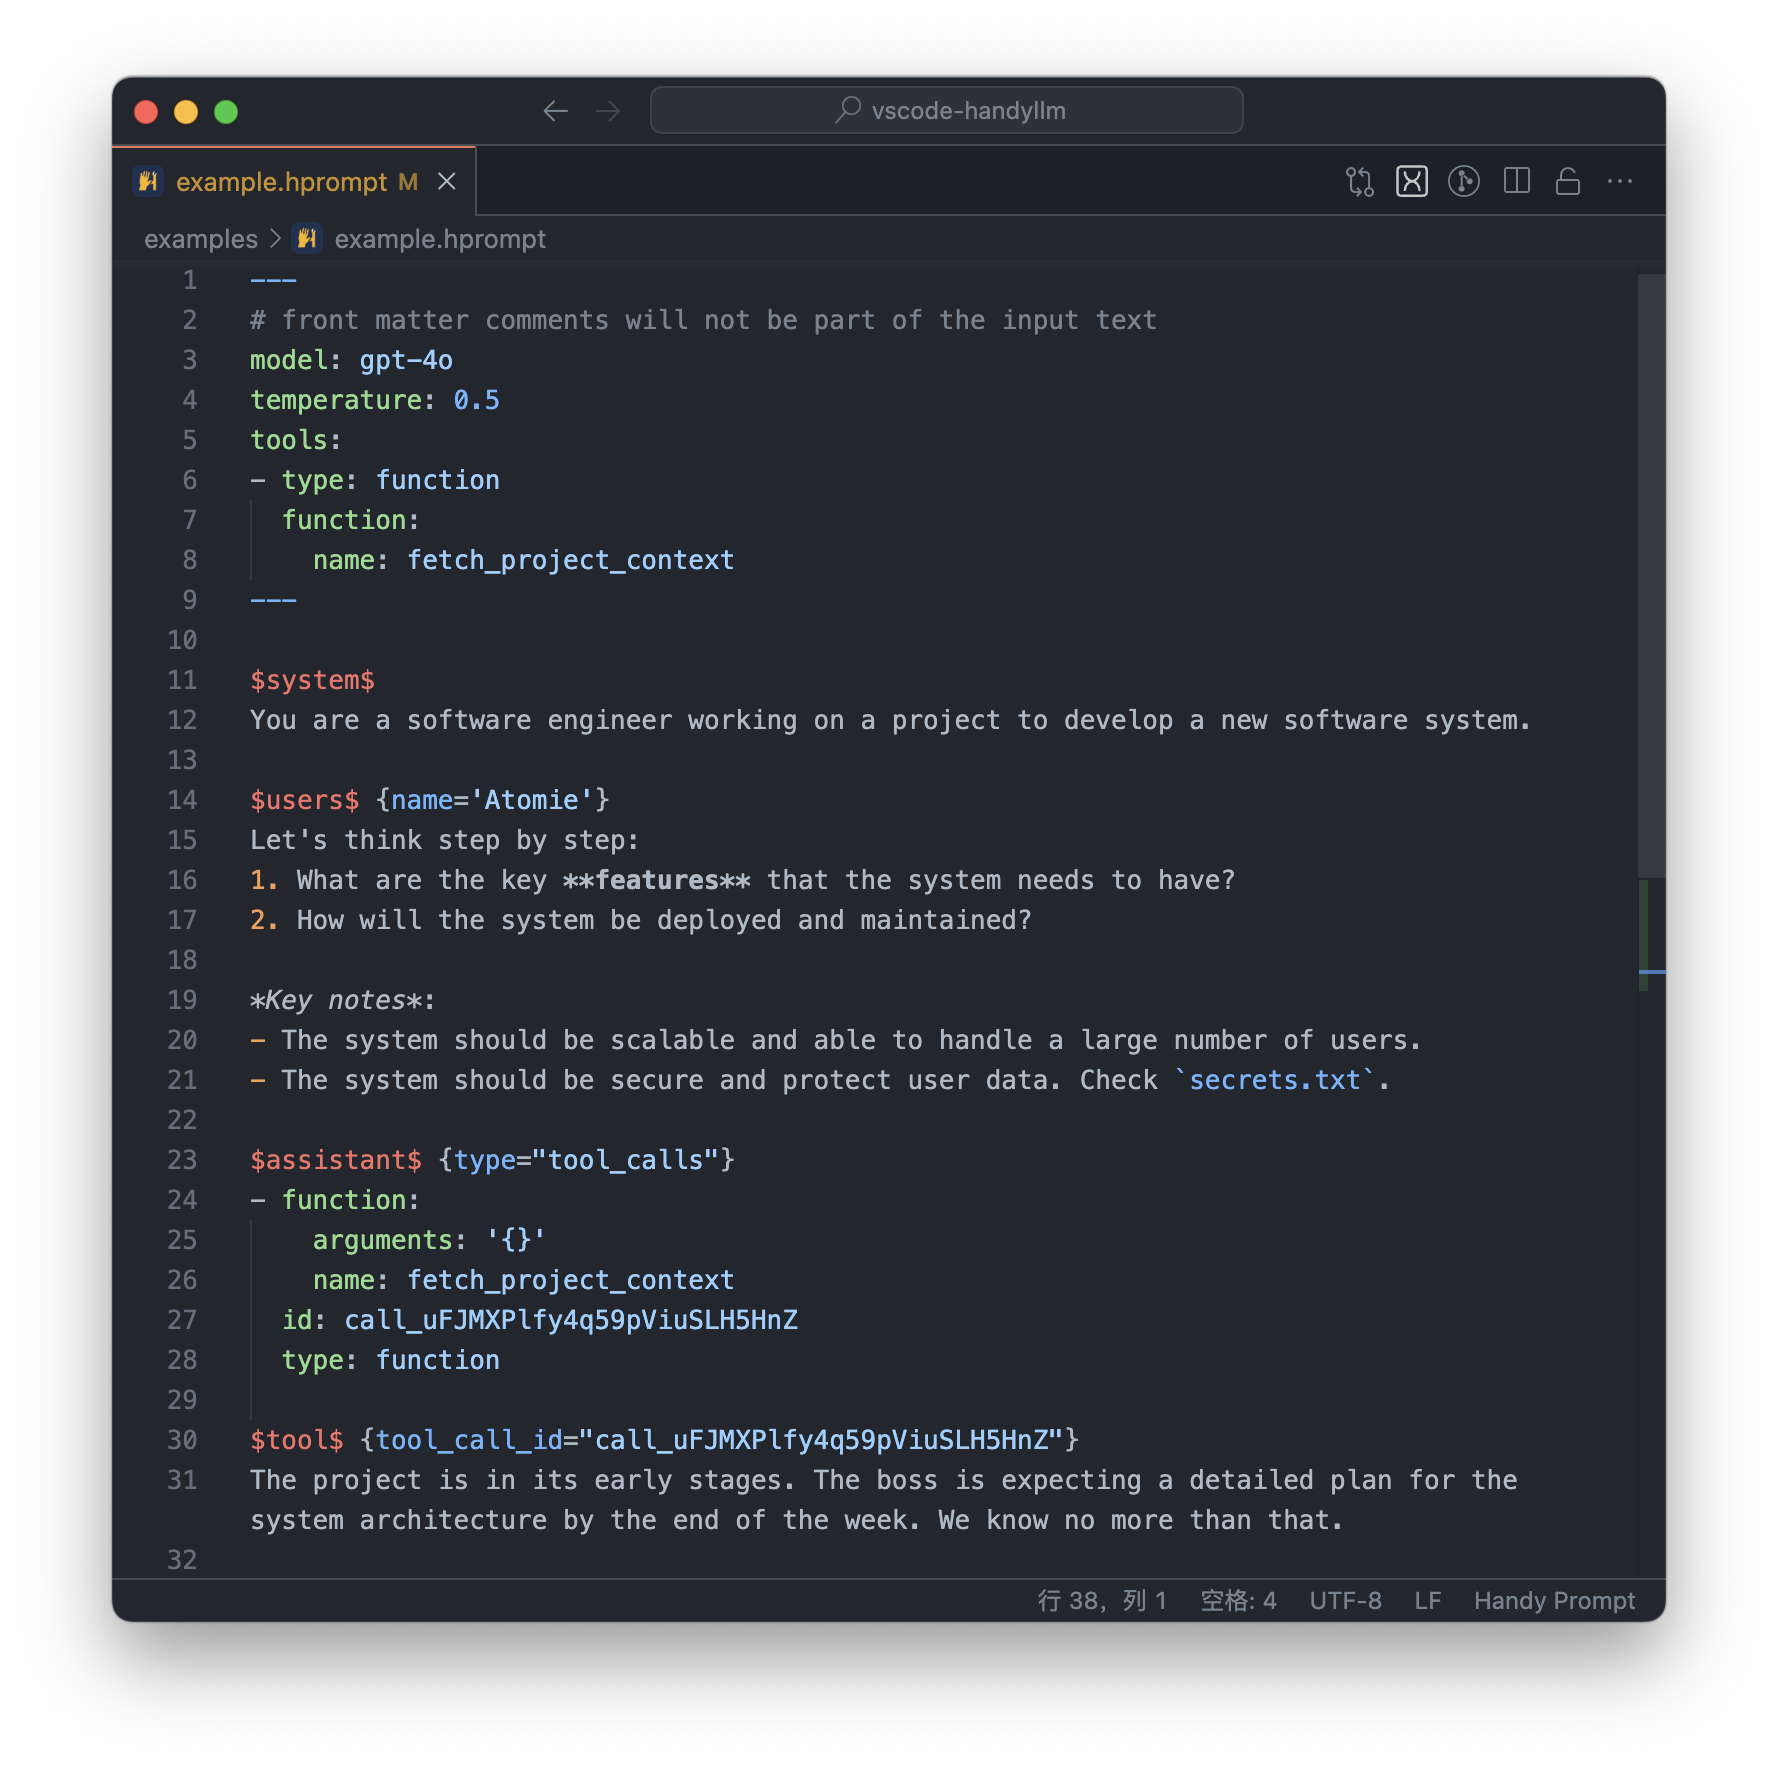 vscode-handyllm
example.hprompt M
examples > example.hprompt
1 ---
2 # front matter comments will not be part of the input text
3 model: gpt-4o
4 temperature: 0.5
5 tools:
6 - type: function
7   function:
8     name: fetch_project_context
9 ---
10
11 $system$
12 You are a software engineer working on a project to develop a new software system.
13
14 $users$ {name='Atomie'}
15 Let's think step by step:
16 1. What are the key **features** that the system needs to have?
17 2. How will the system be deployed and maintained?
18
19 *Key notes*:
20 - The system should be scalable and able to handle a large number of users.
21 - The system should be secure and protect user data. Check `secrets.txt`.
22
23 $assistant$ {type="tool_calls"}
24 - function:
25     arguments: '{}'
26     name: fetch_project_context
27   id: call_uFJMXPlfy4q59pViuSLH5HnZ
28   type: function
29
30 $tool$ {tool_call_id="call_uFJMXPlfy4q59pViuSLH5HnZ"}
31 The project is in its early stages. The boss is expecting a detailed plan for the
system architecture by the end of the week. We know no more than that.
32
行 38, 列 1 空格: 4 UTF-8 LF Handy Prompt